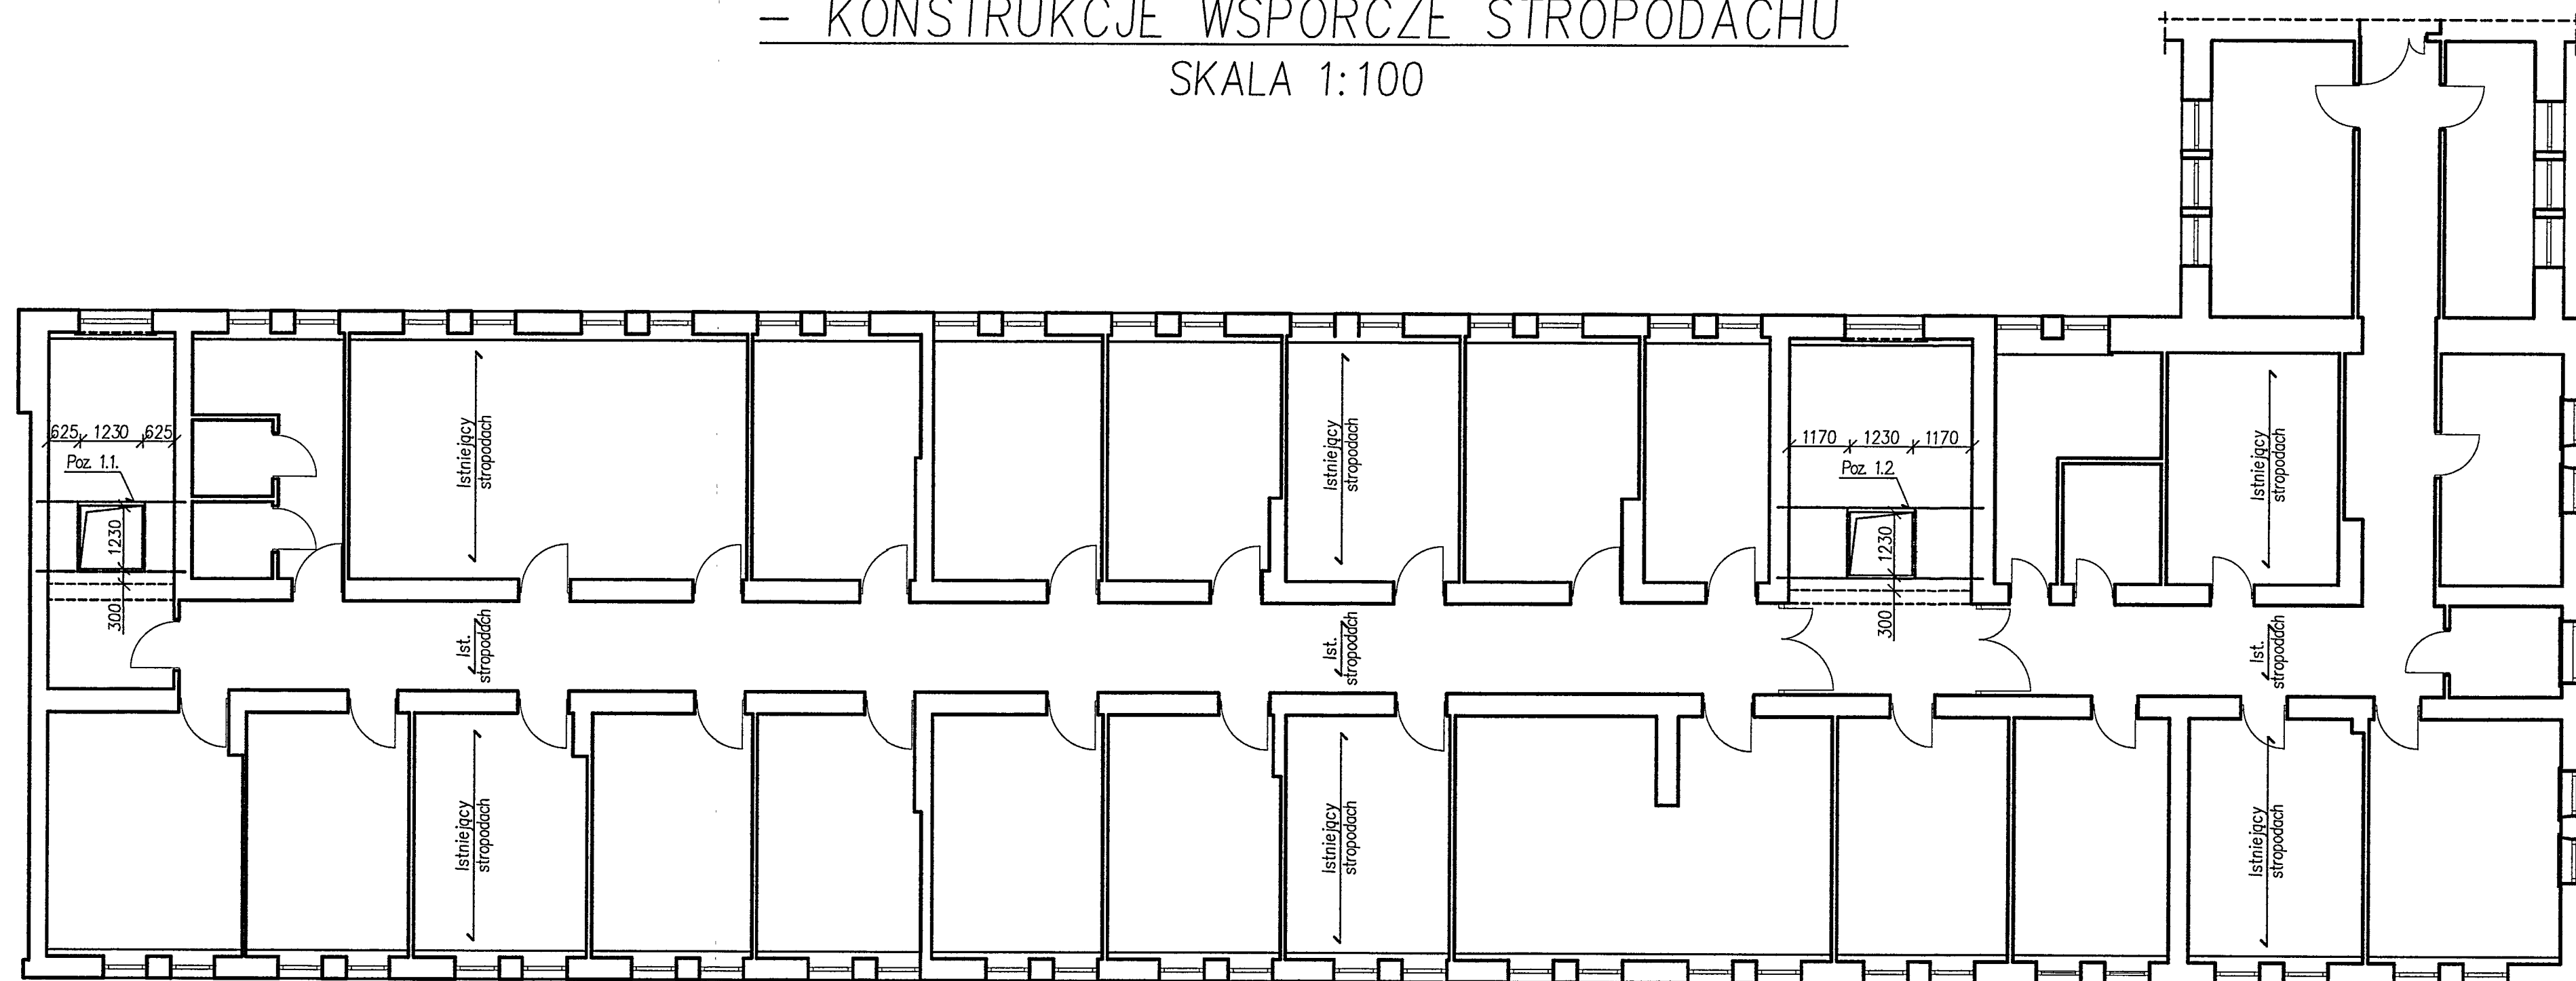 – KONSTRUKCJE WSPORCZE STROPODACHU
SKALA 1:100
625 1230 625
Poz. 1.1.
1230
300
Istniejący
stropodach
Istniejący
stropodach
1170 1230 1170
Poz. 1.2
1230
300
Istniejący
stropodach
Ist.
stropodach
Ist.
stropodach
Ist.
stropodach
Istniejący
stropodach
Istniejący
stropodach
Istniejący
stropodach